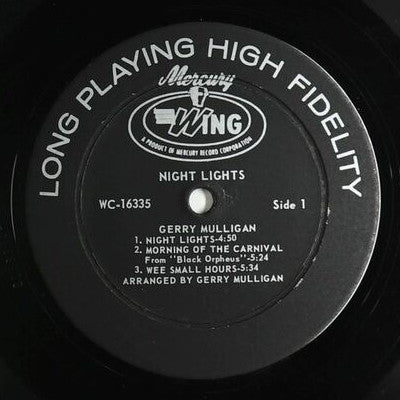 LONG PLAYING HIGH FIDELITY
Mercury
WING
A PRODUCT OF MERCURY RECORD CORPORATION
NIGHT LIGHTS
WC-16335 Side 1
GERRY MULLIGAN
1. NIGHT LIGHTS-4:50
2. MORNING OF THE CARNIVAL
From "Black Orpheus"-5:24
3. WEE SMALL HOURS-5:34
ARRANGED BY GERRY MULLIGAN